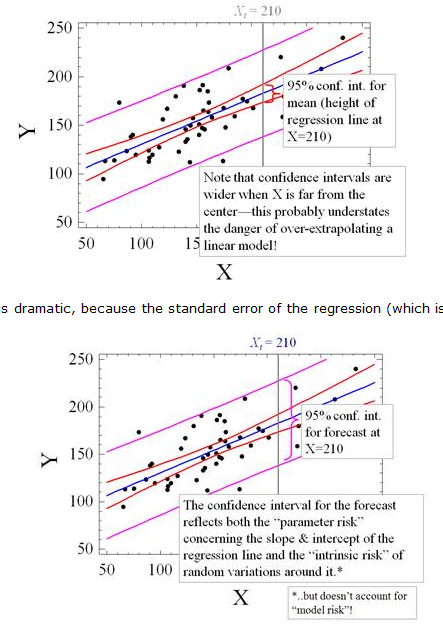 Xt = 210
250
200
150
100
50
Y
95% conf. int. for
mean (height of
regression line at
X=210)
Note that confidence intervals are
wider when X is far from the
center—this probably understates
the danger of over-extrapolating a
linear model!
50
100
15
X
s dramatic, because the standard error of the regression (which is
Xt = 210
250
200
150
100
50
Y
95% conf. int.
for forecast at
X=210
The confidence interval for the forecast
reflects both the “parameter risk”
concerning the slope & intercept of the
regression line and the “intrinsic risk” of
random variations around it.*
50
100
X
*..but doesn’t account for
“model risk”!